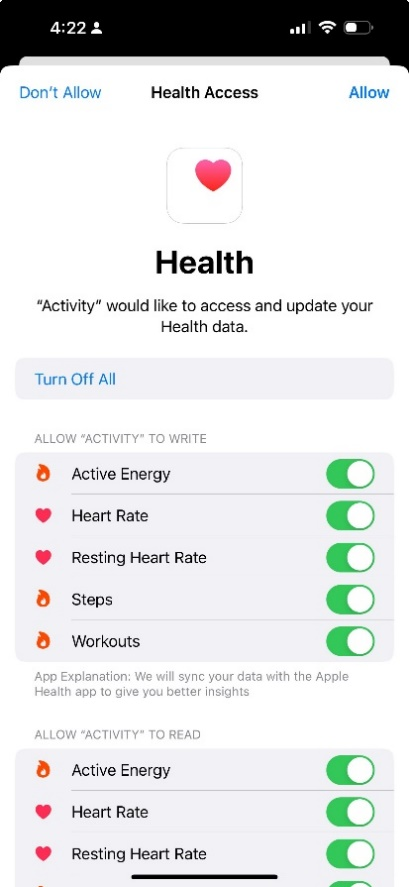 4:22
Don’t Allow Health Access Allow
Health
“Activity” would like to access and update your
Health data.
Turn Off All
ALLOW “ACTIVITY” TO WRITE
Active Energy
Heart Rate
Resting Heart Rate
Steps
Workouts
App Explanation: We will sync your data with the Apple
Health app to give you better insights
ALLOW “ACTIVITY” TO READ
Active Energy
Heart Rate
Resting Heart Rate